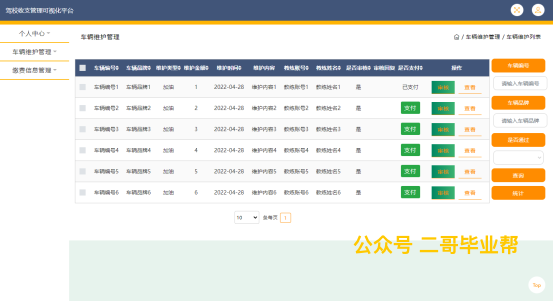 驾校收支管理可视化平台
个人中心
车辆维护管理
缴费信息管理
车辆维护管理
/ 车辆维护管理 / 车辆维护列表
车辆编号 车辆品牌 维护类型 维护金额 维护时间 维护内容 教练账号 教练姓名 是否审核 审核回复 是否支付 操作
车辆编号1 车辆品牌1 加油 1 2022-04-28 维护内容1 教练账号1 教练姓名1 是 已支付 审核 查看
车辆编号2 车辆品牌2 加油 2 2022-04-28 维护内容2 教练账号2 教练姓名2 是 支付 审核 查看
车辆编号3 车辆品牌3 加油 3 2022-04-28 维护内容3 教练账号3 教练姓名3 是 支付 审核 查看
车辆编号4 车辆品牌4 加油 4 2022-04-28 维护内容4 教练账号4 教练姓名4 是 支付 审核 查看
车辆编号5 车辆品牌5 加油 5 2022-04-28 维护内容5 教练账号5 教练姓名5 是 支付 审核 查看
车辆编号6 车辆品牌6 加油 6 2022-04-28 维护内容6 教练账号6 教练姓名6 是 支付 审核 查看
10 条每页 1
车辆编号
请输入车辆编号
车辆品牌
请输入车辆品牌
是否通过
查询
统计
公众号 二哥毕业帮
Top